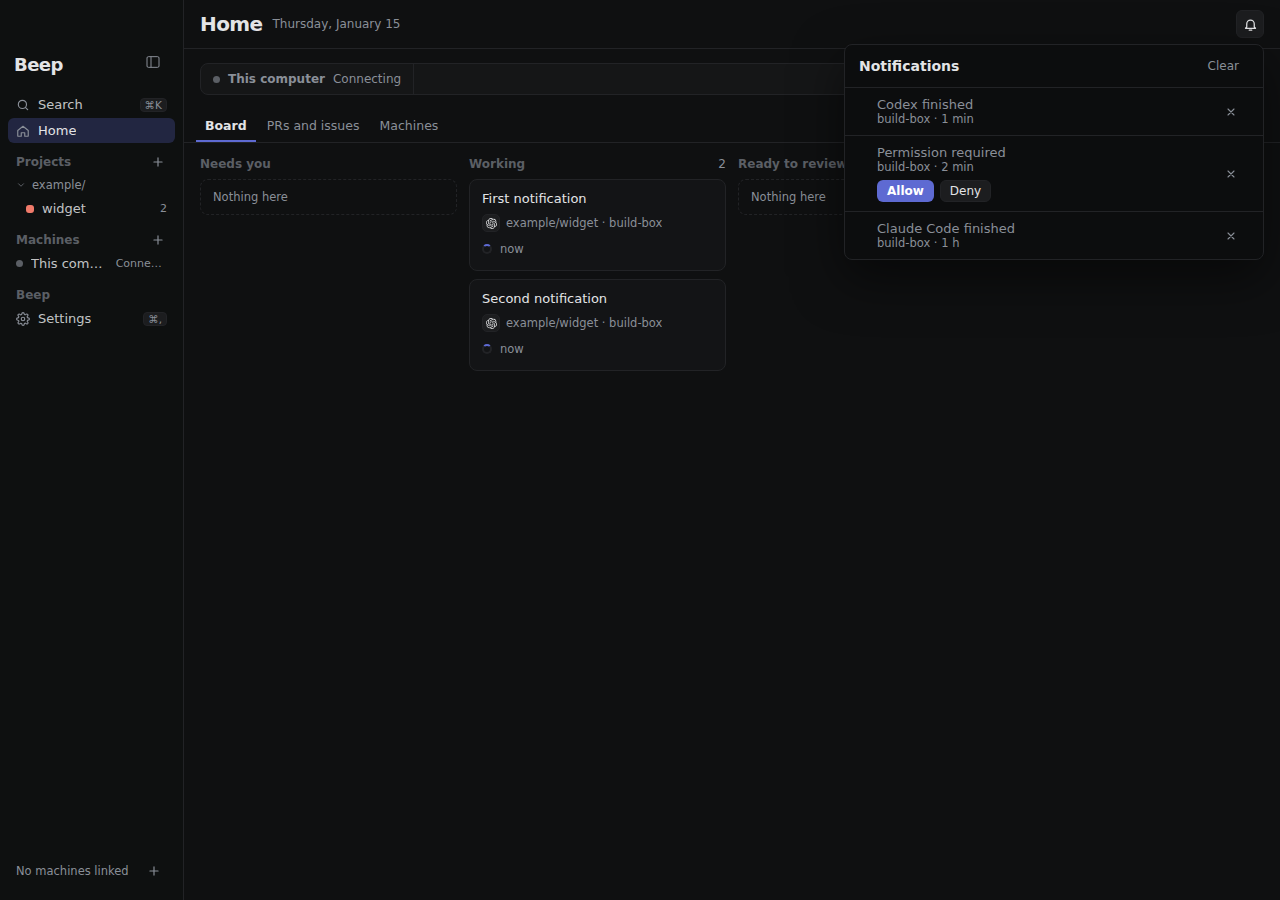 Beep
Search ⌘K
Home
Projects
example/
widget 2
Machines
This com… Conne…
Beep
Settings ⌘,
No machines linked
Home Thursday, January 15
This computer Connecting
Board PRs and issues Machines
Needs you
Nothing here
Working 2
First notification
example/widget · build-box
now
Second notification
example/widget · build-box
now
Ready to review
Nothing here
Notifications Clear
Codex finished
build-box · 1 min
Permission required
build-box · 2 min
Allow Deny
Claude Code finished
build-box · 1 h